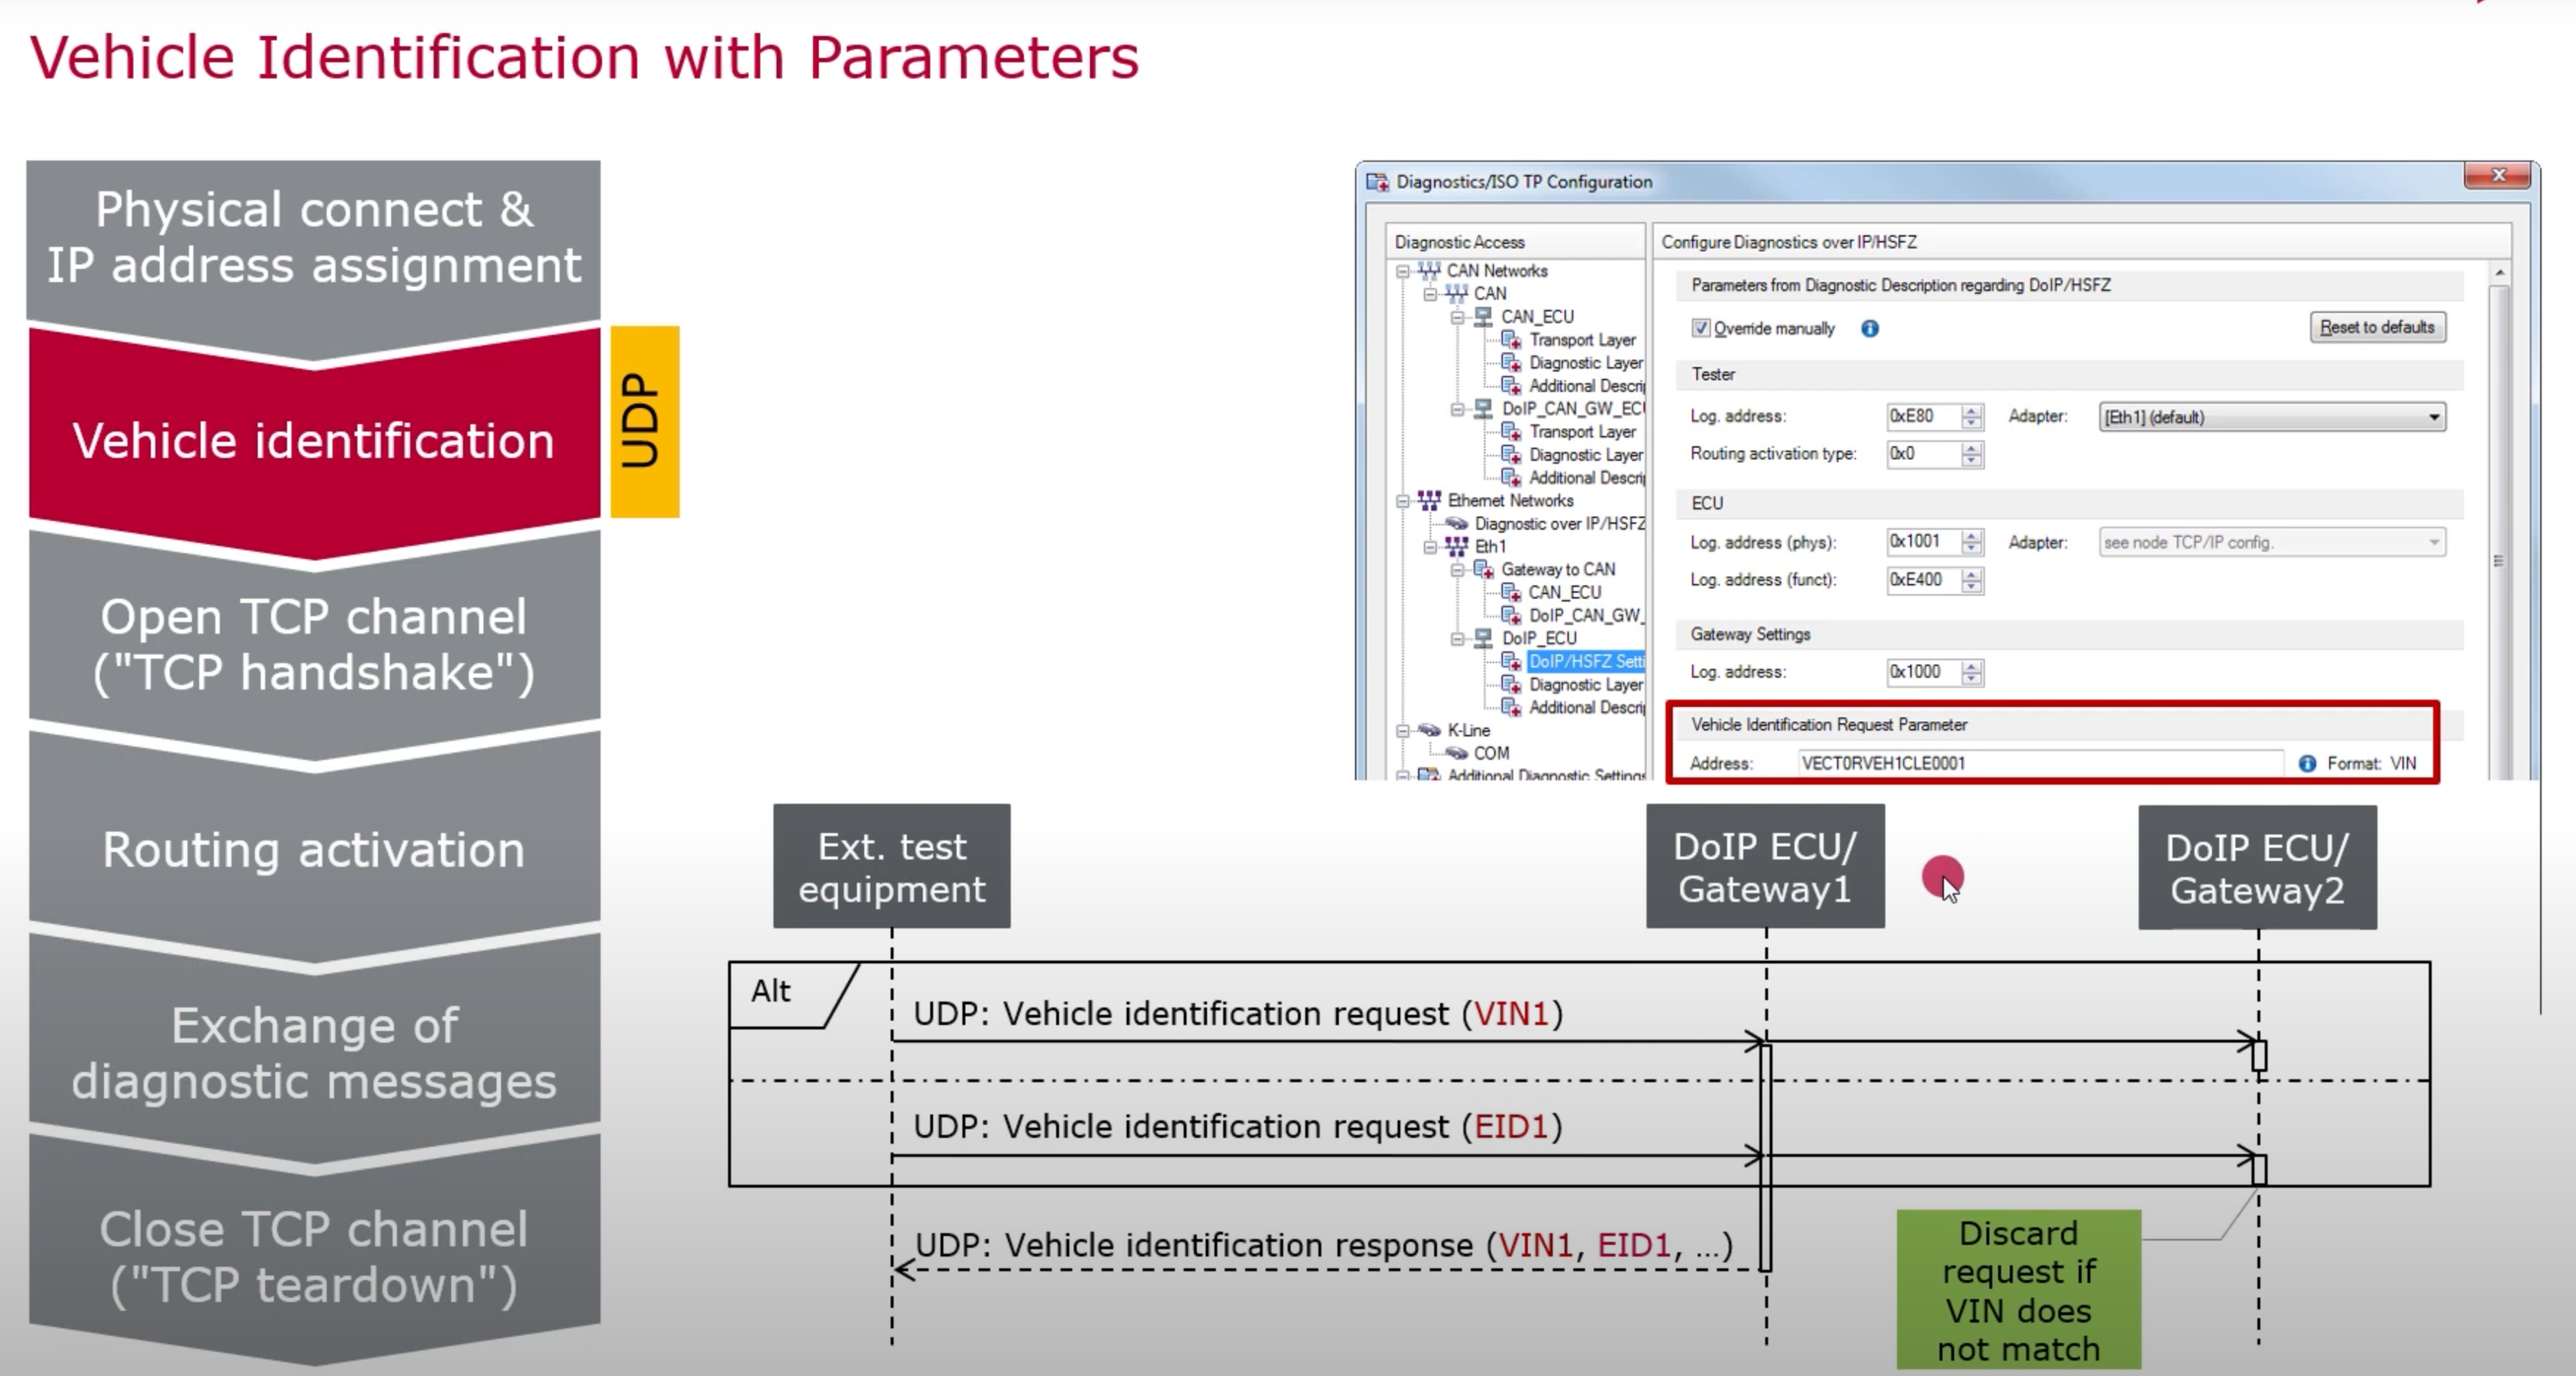 Vehicle Identification with Parameters
Physical connect &
IP address assignment
Vehicle identification
UDP
Open TCP channel
("TCP handshake")
Routing activation
Exchange of
diagnostic messages
Close TCP channel
("TCP teardown")
Diagnostics/ISO TP Configuration
Diagnostic Access
CAN Networks
CAN
CAN_ECU
Transport Layer
Diagnostic Layer
Additional Descri
DoIP_CAN_GW_ECU
Transport Layer
Diagnostic Layer
Additional Descri
Ethernet Networks
Diagnostic over IP/HSFZ
Eth1
Gateway to CAN
CAN_ECU
DoIP_CAN_GW_
DoIP_ECU
DoIP/HSFZ Setti
Diagnostic Layer
Additional Descri
K-Line
COM
Additional Diagnostic Settings
Configure Diagnostics over IP/HSFZ
Parameters from Diagnostic Description regarding DoIP/HSFZ
Override manually
Reset to defaults
Tester
Log. address: 0xE80 Adapter: [Eth1] (default)
Routing activation type: 0x0
ECU
Log. address (phys): 0x1001 Adapter: see node TCP/IP config.
Log. address (funct): 0xE400
Gateway Settings
Log. address: 0x1000
Vehicle Identification Request Parameter
Address: VECT0RVEH1CLE0001 Format: VIN
Ext. test
equipment
DoIP ECU/
Gateway1
DoIP ECU/
Gateway2
Alt
UDP: Vehicle identification request (VIN1)
UDP: Vehicle identification request (EID1)
UDP: Vehicle identification response (VIN1, EID1, …)
Discard
request if
VIN does
not match